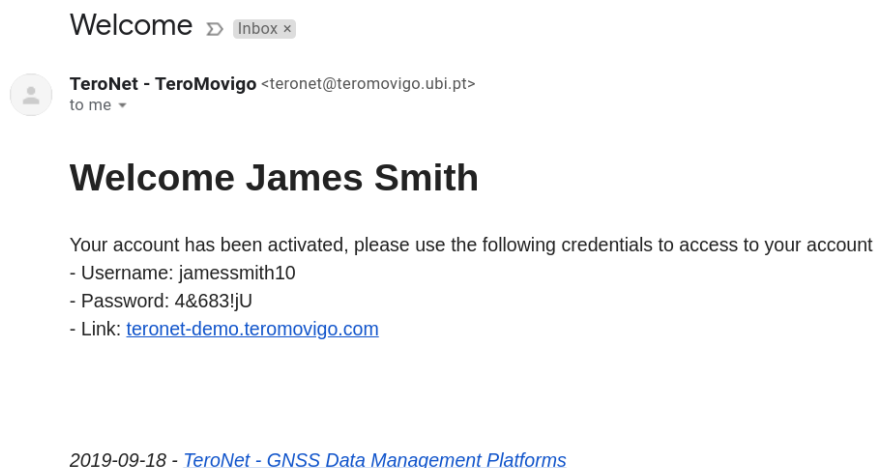 Welcome Inbox ×
TeroNet - TeroMovigo <teronet@teromovigo.ubi.pt>
to me
Welcome James Smith
Your account has been activated, please use the following credentials to access to your account
- Username: jamessmith10
- Password: 4&683!jU
- Link: teronet-demo.teromovigo.com
2019-09-18 - TeroNet - GNSS Data Management Platforms